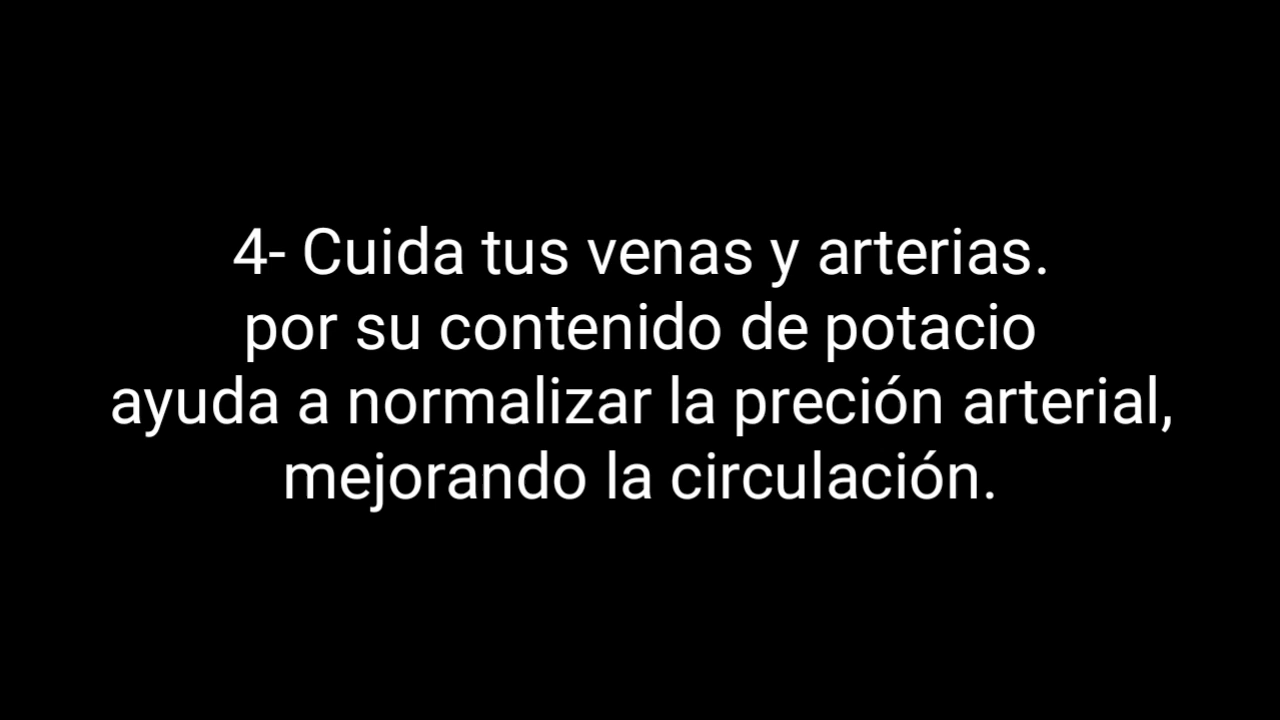 4- Cuida tus venas y arterias.
por su contenido de potacio
ayuda a normalizar la preción arterial,
mejorando la circulación.